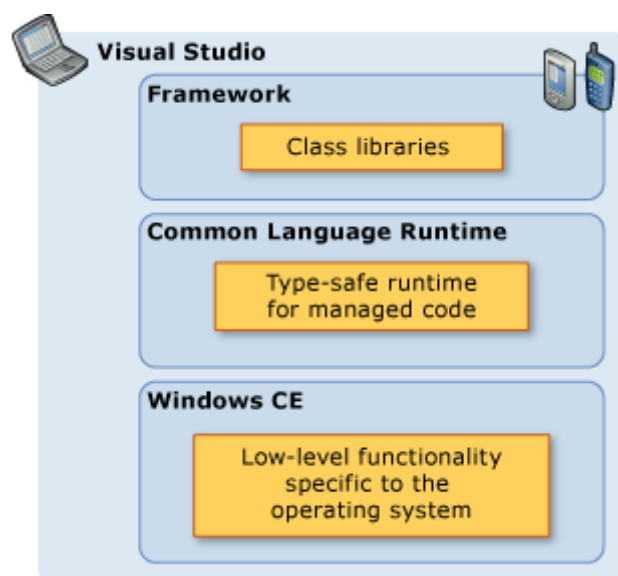 Visual Studio
Framework
Class libraries
Common Language Runtime
Type-safe runtime
for managed code
Windows CE
Low-level functionality
specific to the
operating system